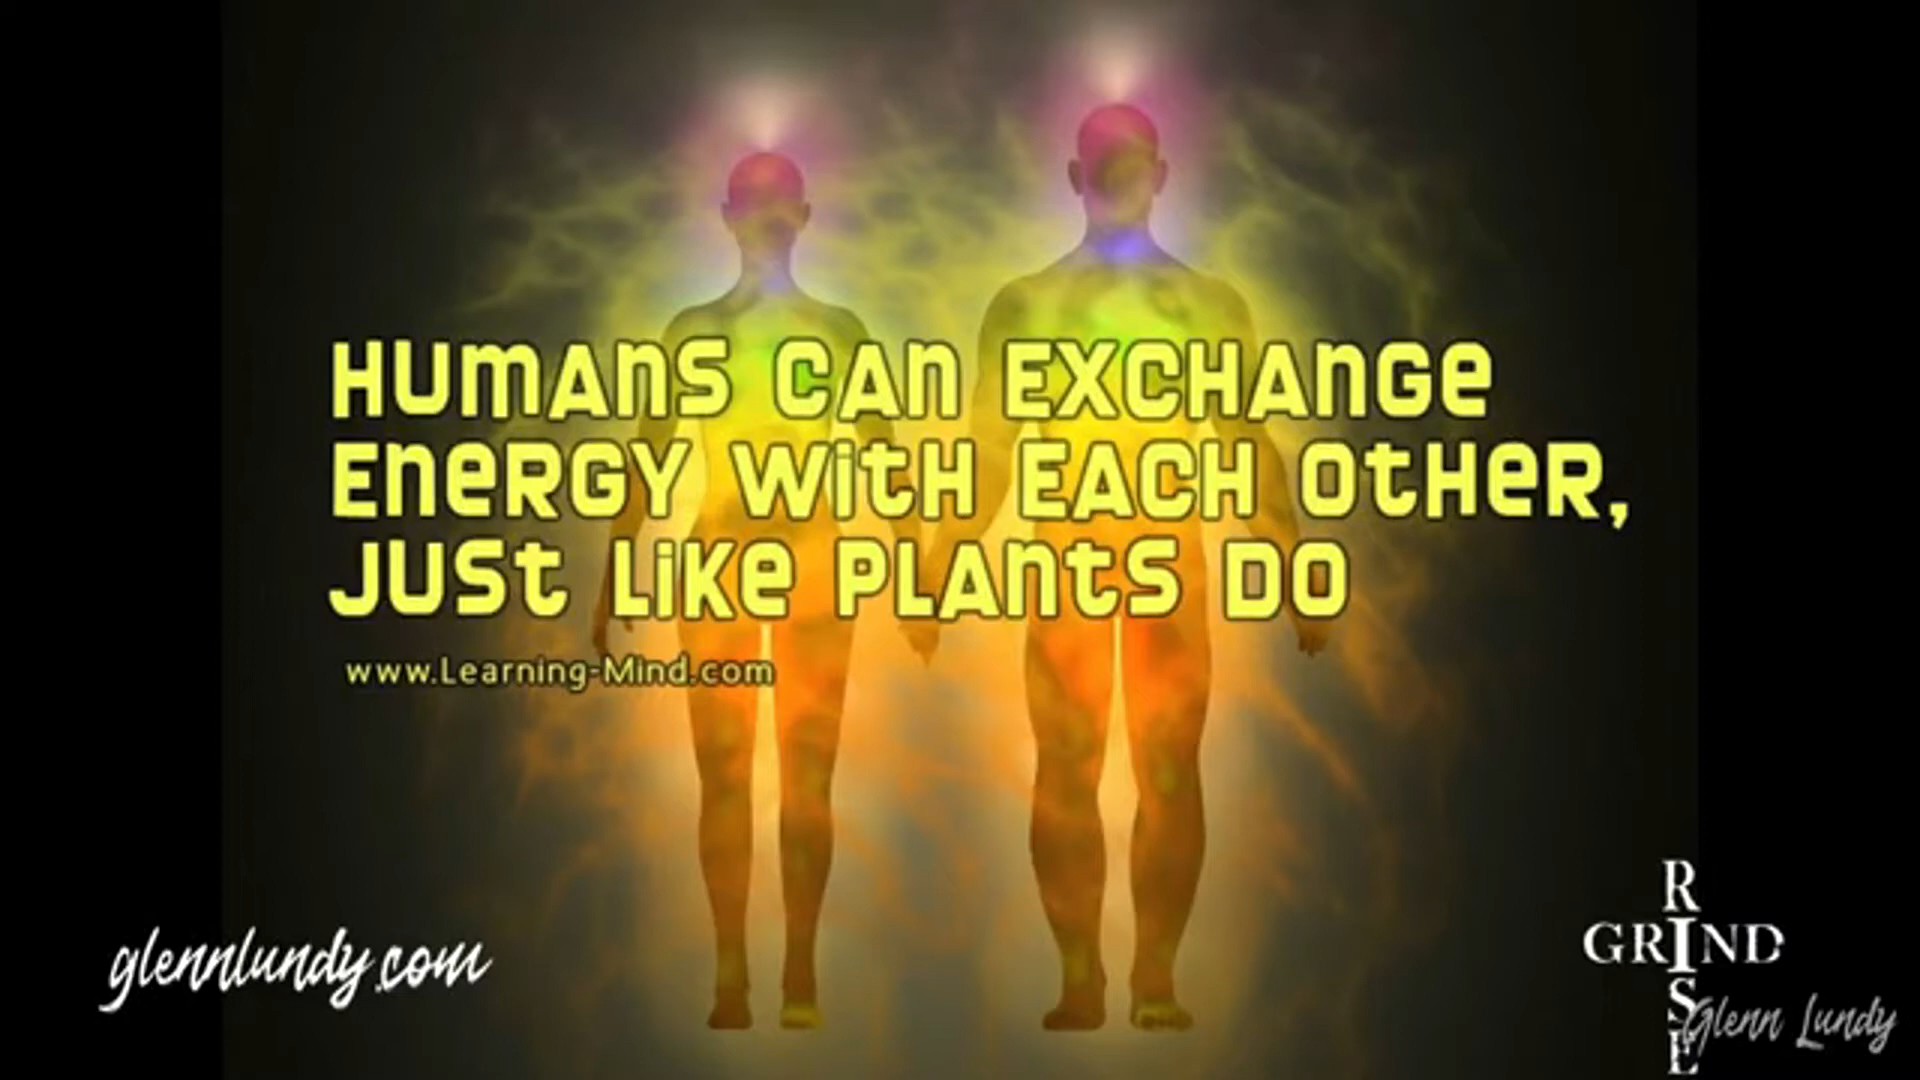 HUMANS CAN EXCHANGE
ENERGY WITH EACH OTHER,
JUST LIKE PLANTS DO
www.Learning-Mind.com
glennlundy.com
RISE
GRIND
Glenn Lundy